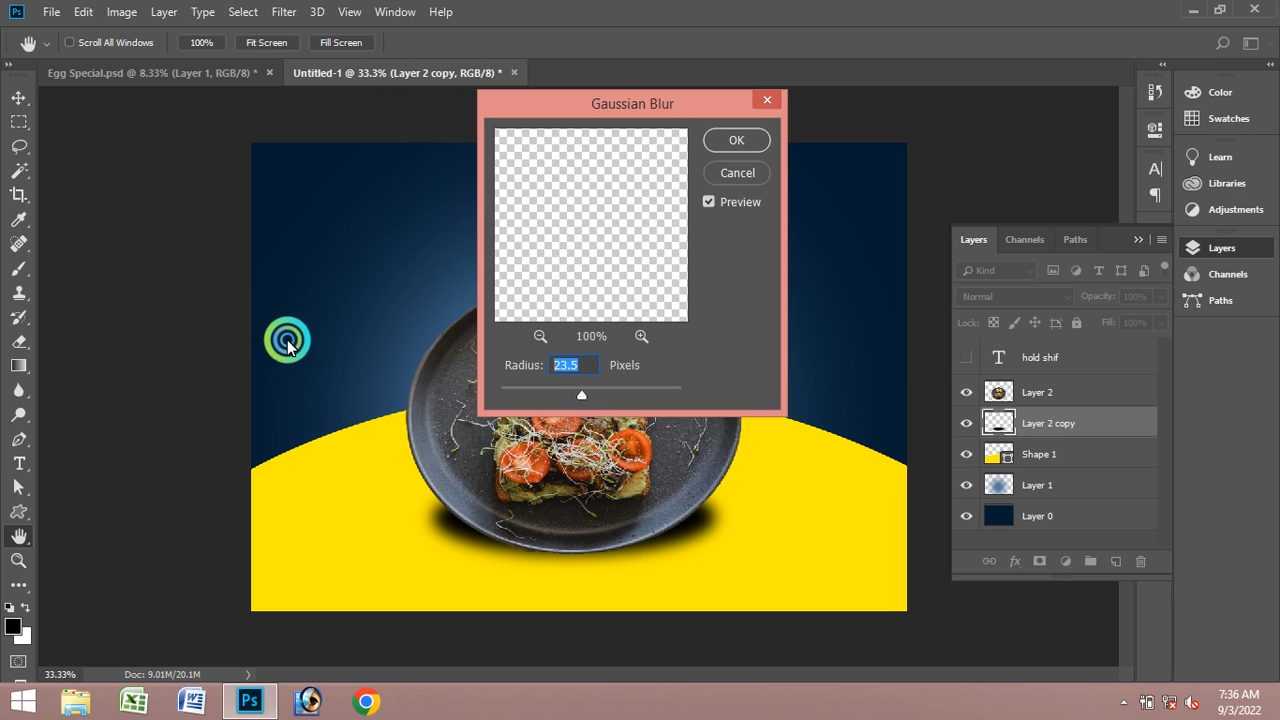 Ps File Edit Image Layer Type Select Filter 3D View Window Help
Scroll All Windows 100% Fit Screen Fill Screen
Egg Special.psd @ 8.33% (Layer 1, RGB/8) * × Untitled-1 @ 33.3% (Layer 2 copy, RGB/8) * ×
Gaussian Blur
OK
Cancel
Preview
100%
Radius: 23.5 Pixels
Color
Swatches
Learn
Libraries
Adjustments
Layers
Channels
Paths
Layers Channels Paths
Kind
Normal Opacity: 100%
Lock: Fill: 100%
T hold shif
Layer 2
Layer 2 copy
Shape 1
Layer 1
Layer 0
fx
33.33% Doc: 9.01M/20.1M
Ps
7:36 AM
9/3/2022